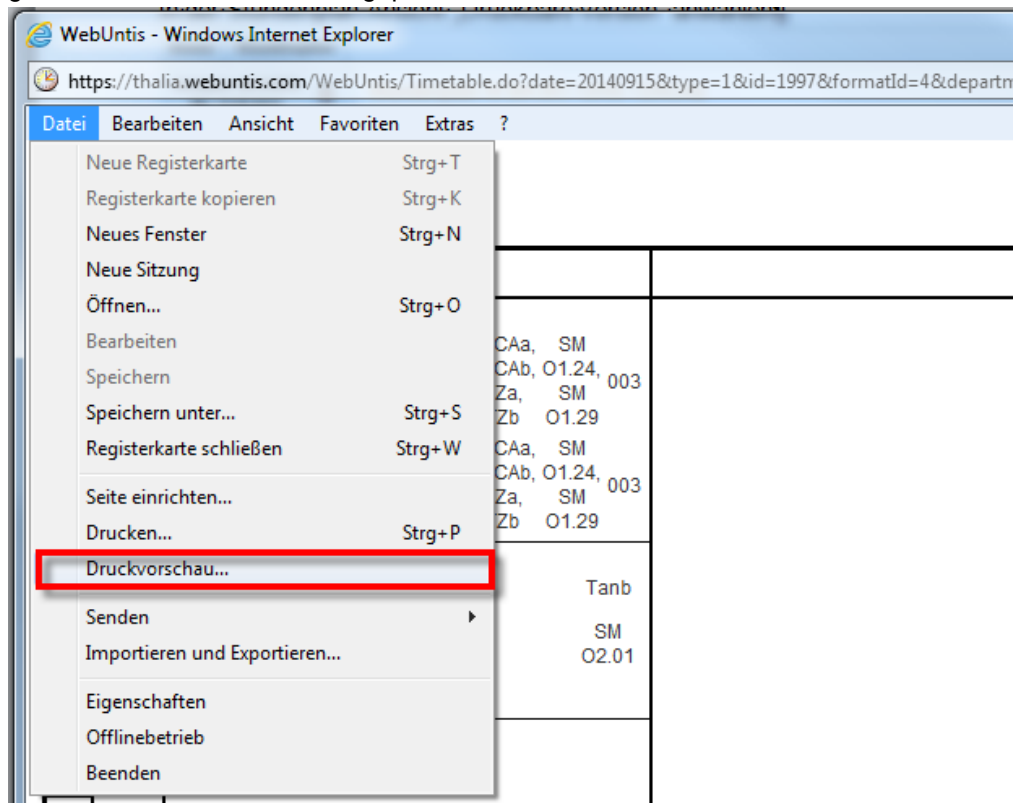 WebUntis - Windows Internet Explorer
https://thalia.webuntis.com/WebUntis/Timetable.do?date=20140915&type=1&id=1997&formatId=4&departm
Datei Bearbeiten Ansicht Favoriten Extras ?
Neue Registerkarte Strg+T
Registerkarte kopieren Strg+K
Neues Fenster Strg+N
Neue Sitzung
Öffnen... Strg+O
Bearbeiten
Speichern
Speichern unter... Strg+S
Registerkarte schließen Strg+W
Seite einrichten...
Drucken... Strg+P
Druckvorschau...
Senden
Importieren und Exportieren...
Eigenschaften
Offlinebetrieb
Beenden
CAa, SM
CAb, O1.24, 003
Za, SM
Zb O1.29
CAa, SM
CAb, O1.24, 003
Za, SM
Zb O1.29
Tanb
SM
O2.01